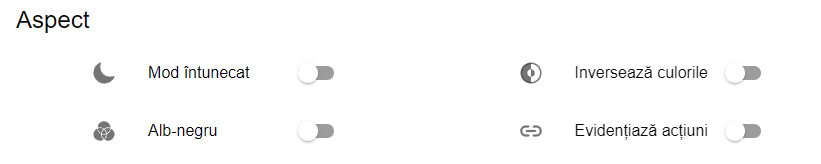 Aspect
Mod întunecat
Inversează culorile
Alb-negru
Evidențiază acțiuni